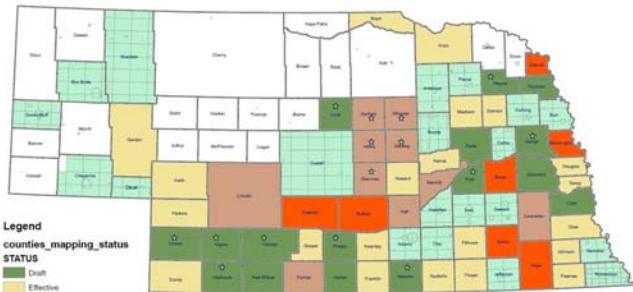 Boyd
Keya Paha
Knox
Cedar
Dixon
Dawes
Sheridan
Cherry
Sioux
Brown
Rock
Holt
Box Butte
Pierce
Wayne
Thurston
Antelope
Grant
Hooker
Thomas
Blaine
Loup
Garfield
Wheeler
Madison
Stanton
Cuming
Burt
Scotts Bluff
Morrill
Garden
Boone
Banner
Arthur
McPherson
Logan
Custer
Valley
Greeley
Platte
Colfax
Dodge
Washington
Kimball
Cheyenne
Deuel
Keith
Lincoln
Sherman
Howard
Nance
Merrick
Polk
Butler
Saunders
Douglas
Sarpy
Perkins
Dawson
Buffalo
Hall
Hamilton
York
Seward
Lancaster
Cass
Otoe
Legend
counties_mapping_status
STATUS
Draft
Effective
Chase
Hayes
Frontier
Gosper
Phelps
Kearney
Adams
Clay
Fillmore
Saline
Gage
Johnson
Nemaha
Dundy
Hitchcock
Red Willow
Furnas
Harlan
Franklin
Webster
Nuckolls
Thayer
Jefferson
Pawnee
Richardson